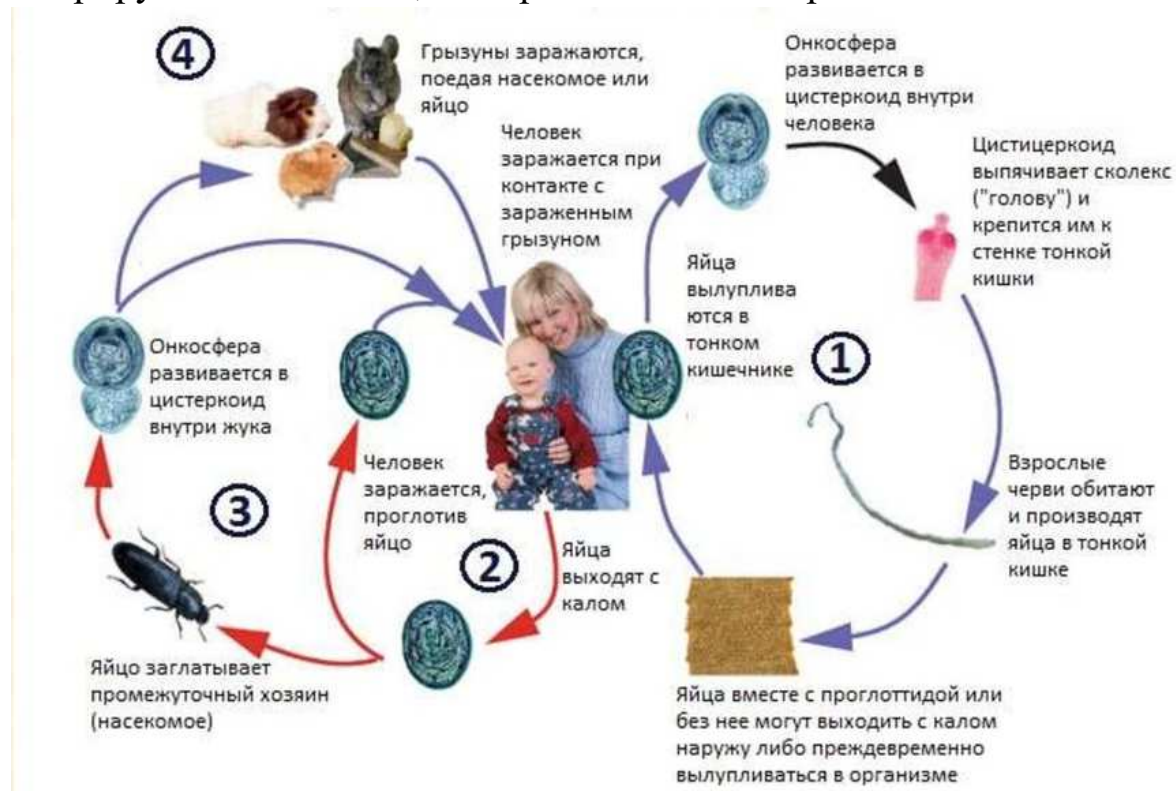 4
Грызуны заражаются,
поедая насекомое или
яйцо
Человек
заражается при
контакте с
зараженным
грызуном
Онкосфера
развивается в
цистеркоид внутри
человека
Цистицеркоид
выпячивает сколекс
("голову") и
крепится им к
стенке тонкой
кишки
Яйца
вылуплива
ются в
тонком
кишечнике
1
Онкосфера
развивается в
цистеркоид
внутри жука
3
Человек
заражается,
проглотив
яйцо
2
Яйца
выходят с
калом
Взрослые
черви обитают
и производят
яйца в тонкой
кишке
Яйцо заглатывает
промежуточный хозяин
(насекомое)
Яйца вместе с проглоттидой или
без нее могут выходить с калом
наружу либо преждевременно
вылупливаться в организме